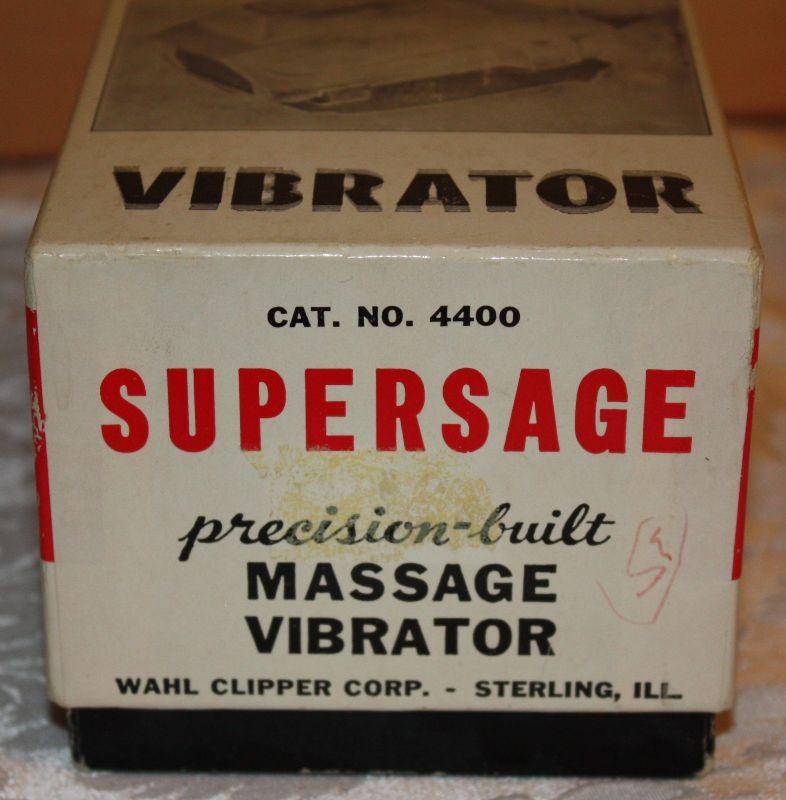 VIBRATOR
CAT. NO. 4400
SUPERSAGE
precision-built
MASSAGE
VIBRATOR
WAHL CLIPPER CORP. - STERLING, ILL.